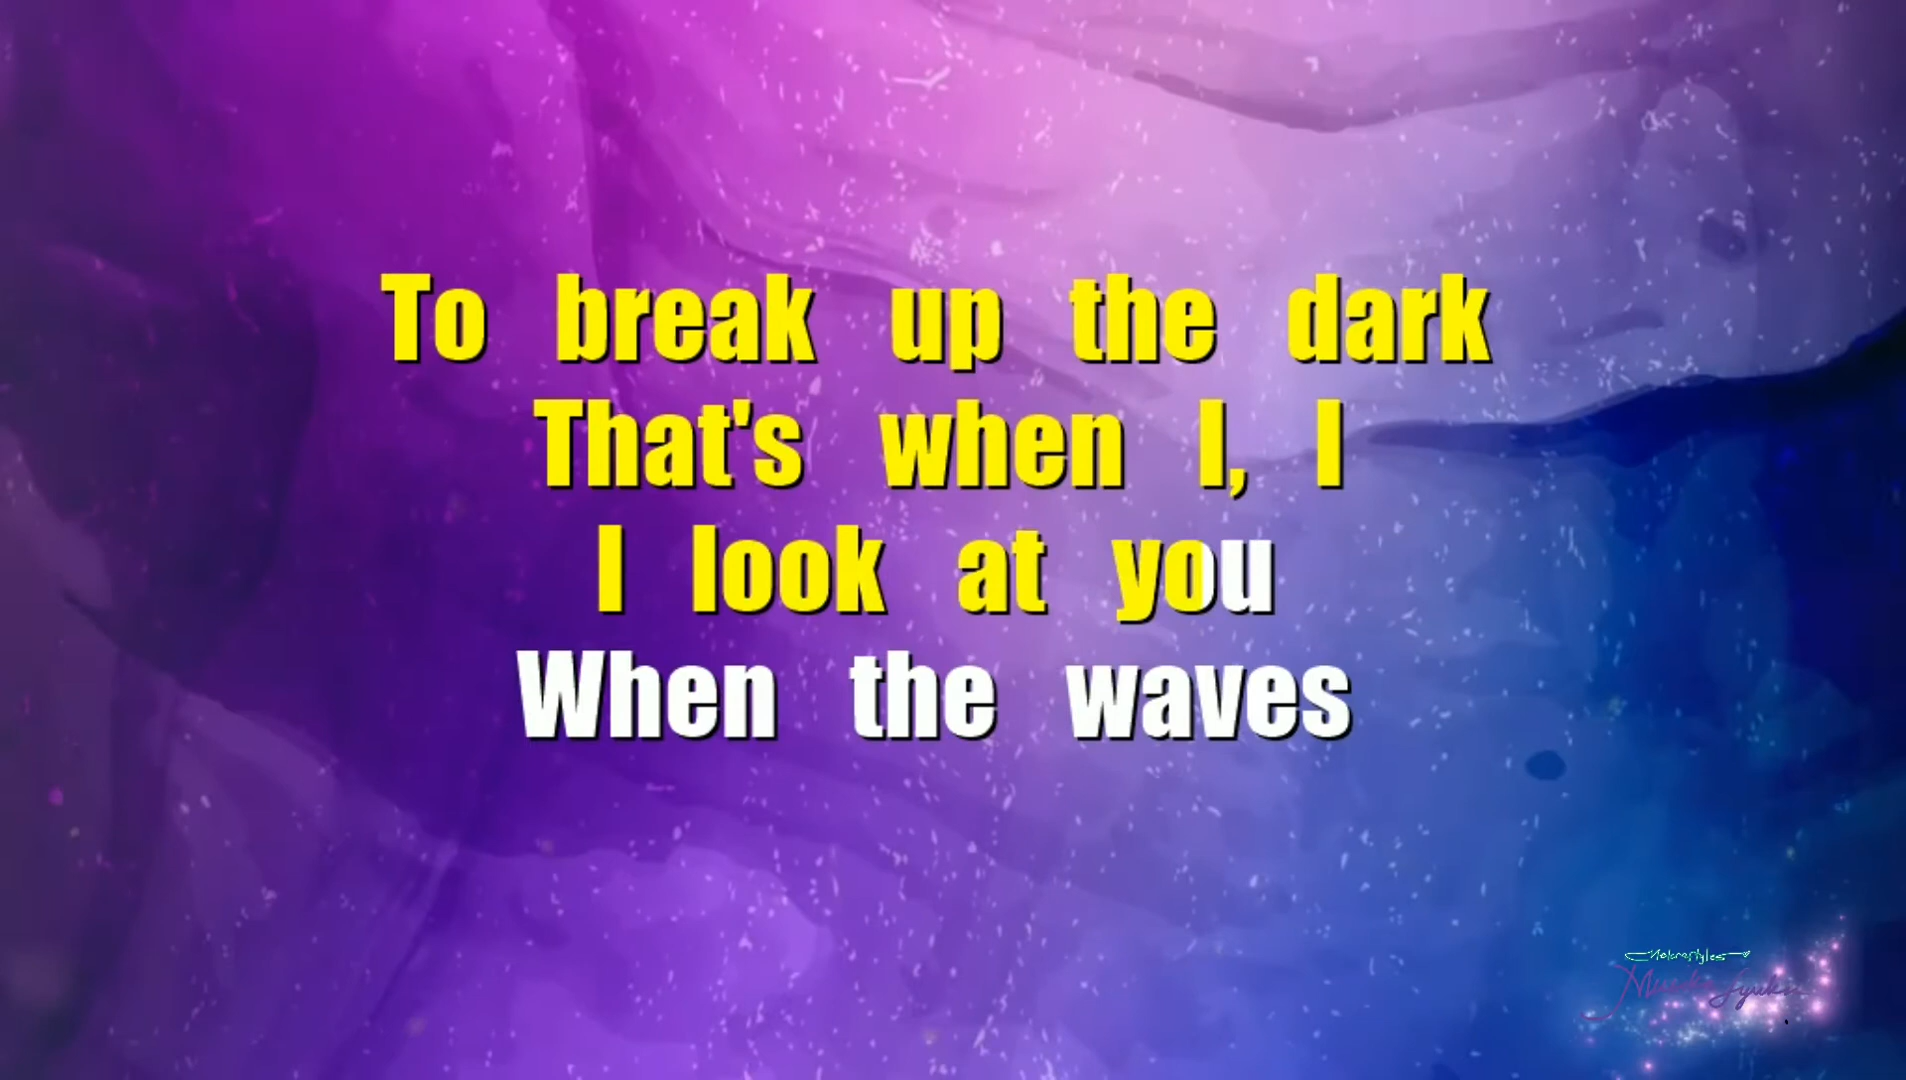 To break up the dark
That's when I, I
I look at you
When the waves